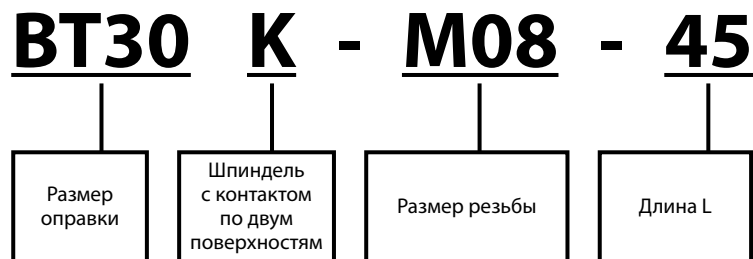 BT30 K - M08 - 45
Размер
оправки
Шпиндель
с контактом
по двум
поверхностям
Размер резьбы
Длина L